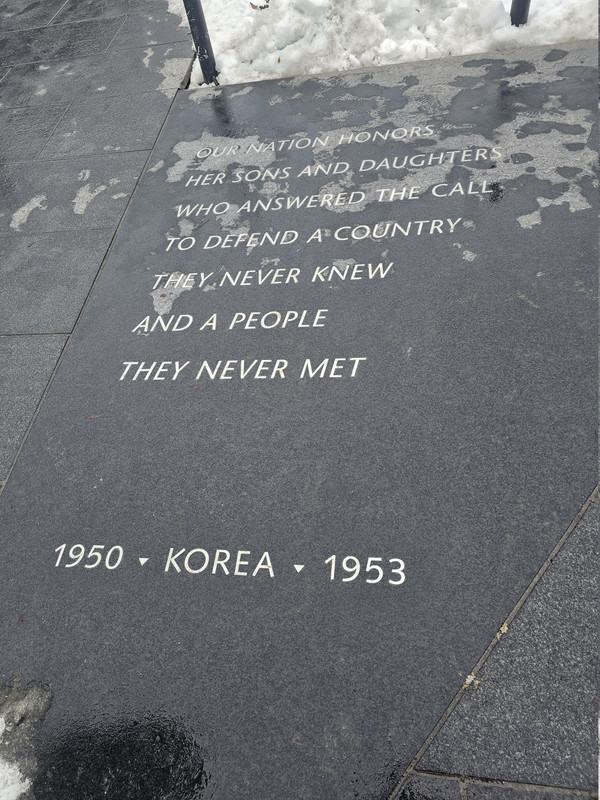 OUR NATION HONORS
HER SONS AND DAUGHTERS
WHO ANSWERED THE CALL
TO DEFEND A COUNTRY
THEY NEVER KNEW
AND A PEOPLE
THEY NEVER MET
1950 ▾ KOREA ▾ 1953